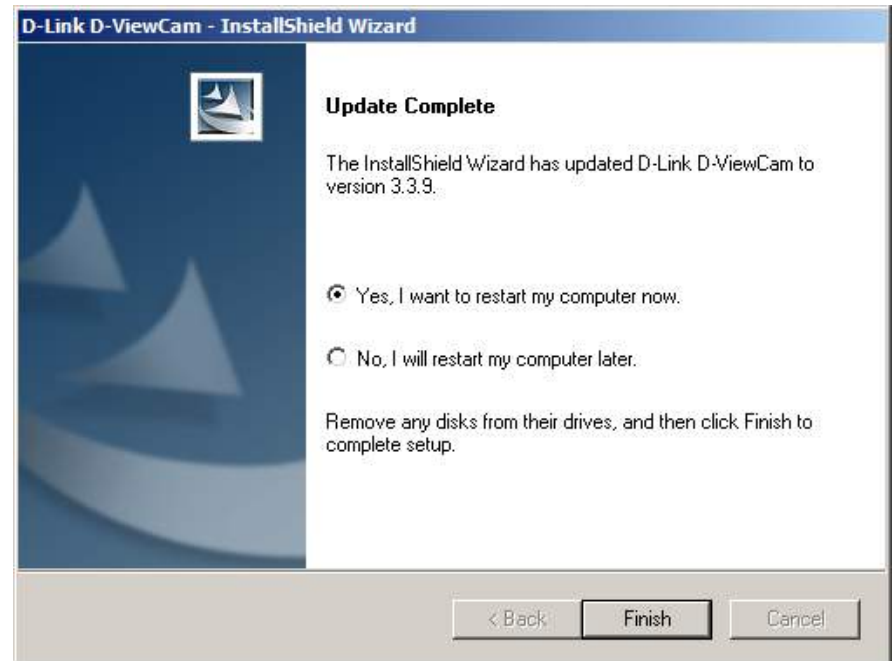 D-Link D-ViewCam - InstallShield Wizard
Update Complete
The InstallShield Wizard has updated D-Link D-ViewCam to
version 3.3.9.
Yes, I want to restart my computer now.
No, I will restart my computer later.
Remove any disks from their drives, and then click Finish to
complete setup.
< Back Finish Cancel